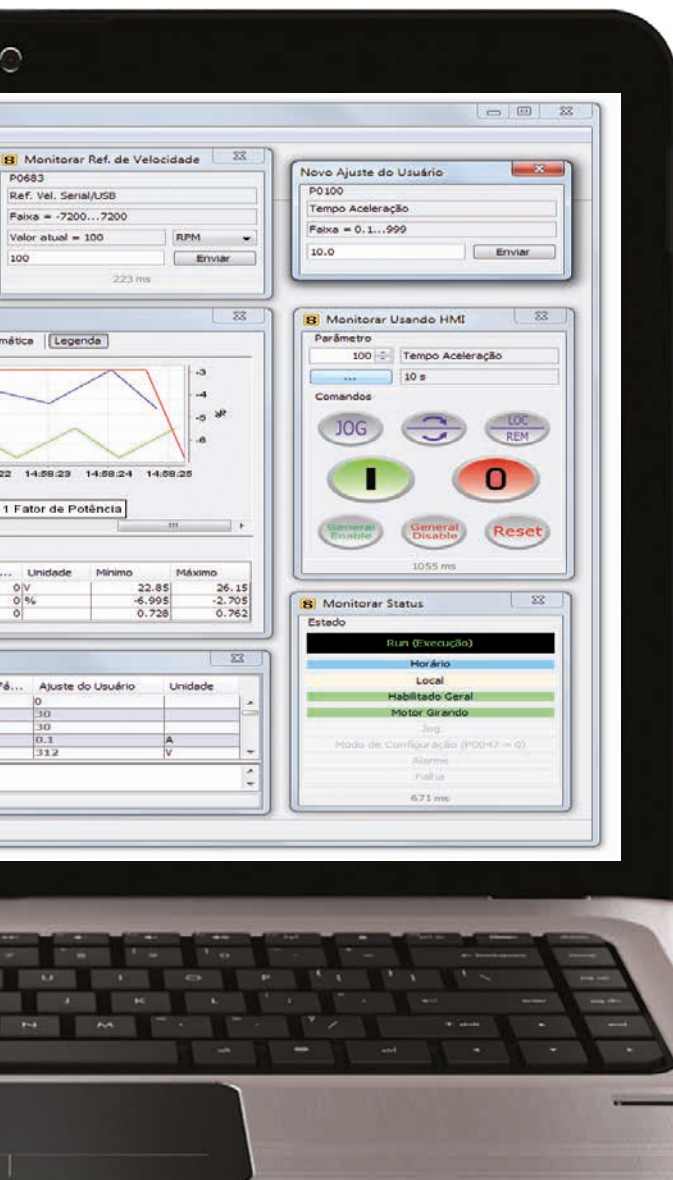 8 Monitorar Ref. de Velocidade
P0683
Ref. Vel. Serial/USB
Faixa = -7200...7200
Valor atual = 100 RPM
100 Enviar
223 ms
Novo Ajuste do Usuário
P0100
Tempo Aceleração
Faixa = 0.1...999
10.0 Enviar
mática Legenda
-3
-4
-5 %
-6
22 14:58:23 14:58:24 14:58:25
1 Fator de Potência
... Unidade Mínimo Máximo
0 V 22.85 26.15
0 % -6.995 -2.705
0 0.728 0.762
8 Monitorar Usando HMI
Parâmetro
100 Tempo Aceleração
... 10 s
Comandos
JOG LOC
REM
I 0
General Enable General Disable Reset
1055 ms
Fá... Ajuste do Usuário Unidade
0
30
30
0.1 A
312 V
8 Monitorar Status
Estado
Run (Execução)
Horário
Local
Habilitado Geral
Motor Girando
Jog
Modo de Configuração (P0047 = 0)
Alarme
Falha
671 ms
U I O P
J K L
N M